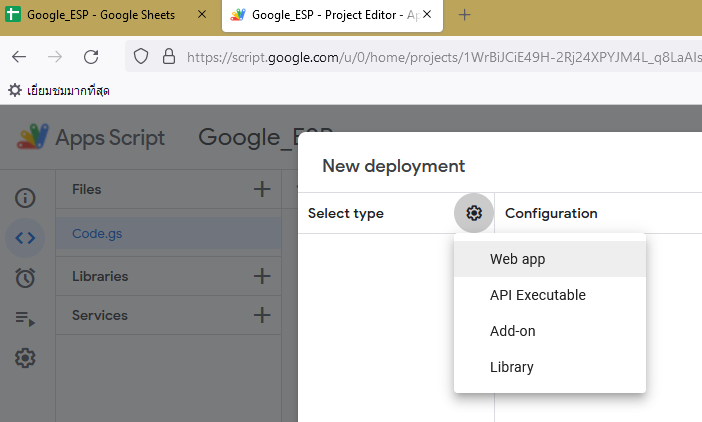 Google_ESP - Google Sheets
Google_ESP - Project Editor - Ap
https://script.google.com/u/0/home/projects/1WrBiJCiE49H-2Rj24XPYJM4L_q8LaAIs
เยี่ยมชมมากที่สุด
Apps Script
Google_ESP
New deployment
Files
Select type
Configuration
Code.gs
Web app
Libraries
API Executable
Services
Add-on
Library